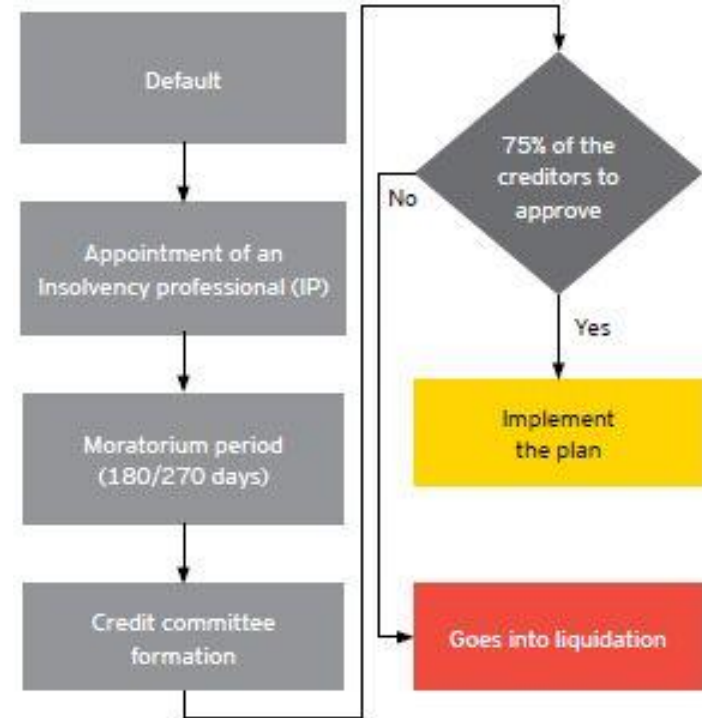 Default
Appointment of an
Insolvency professional (IP)
Moratorium period
(180/270 days)
Credit committee
formation
75% of the
creditors to
approve
No
Yes
Implement
the plan
Goes into liquidation